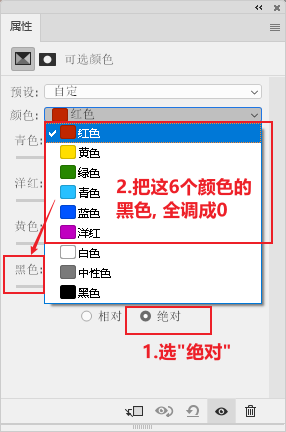 属性
可选颜色
预设: 自定
颜色: 红色
青色:
红色
黄色
绿色
洋红:
青色
蓝色
黄色:
洋红
白色
黑色:
中性色
黑色
2.把这6个颜色的
黑色, 全调成0
相对 绝对
1.选"绝对"